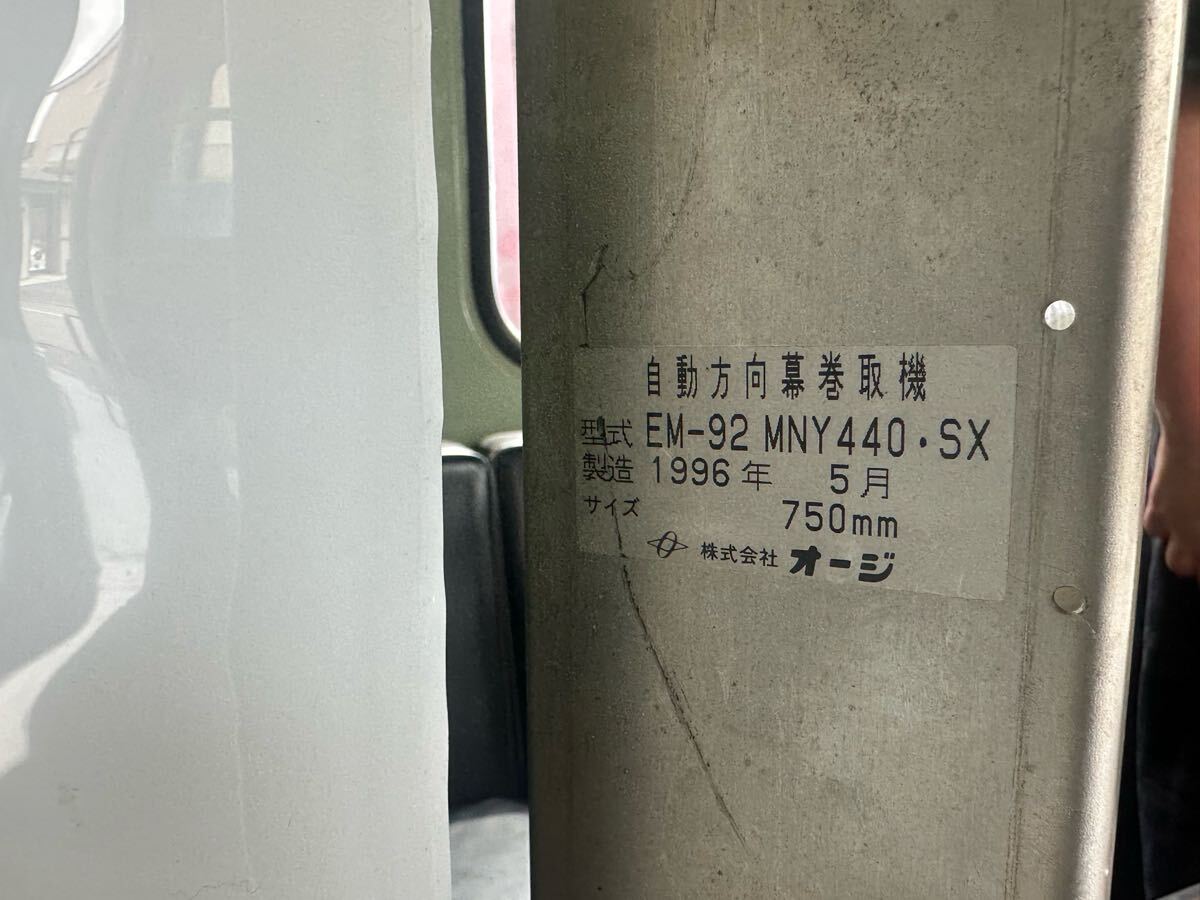 自動方向幕巻取機
型式 EM-92 MNY440・SX
製造 1996年 5月
サイズ 750mm
株式会社 オージ